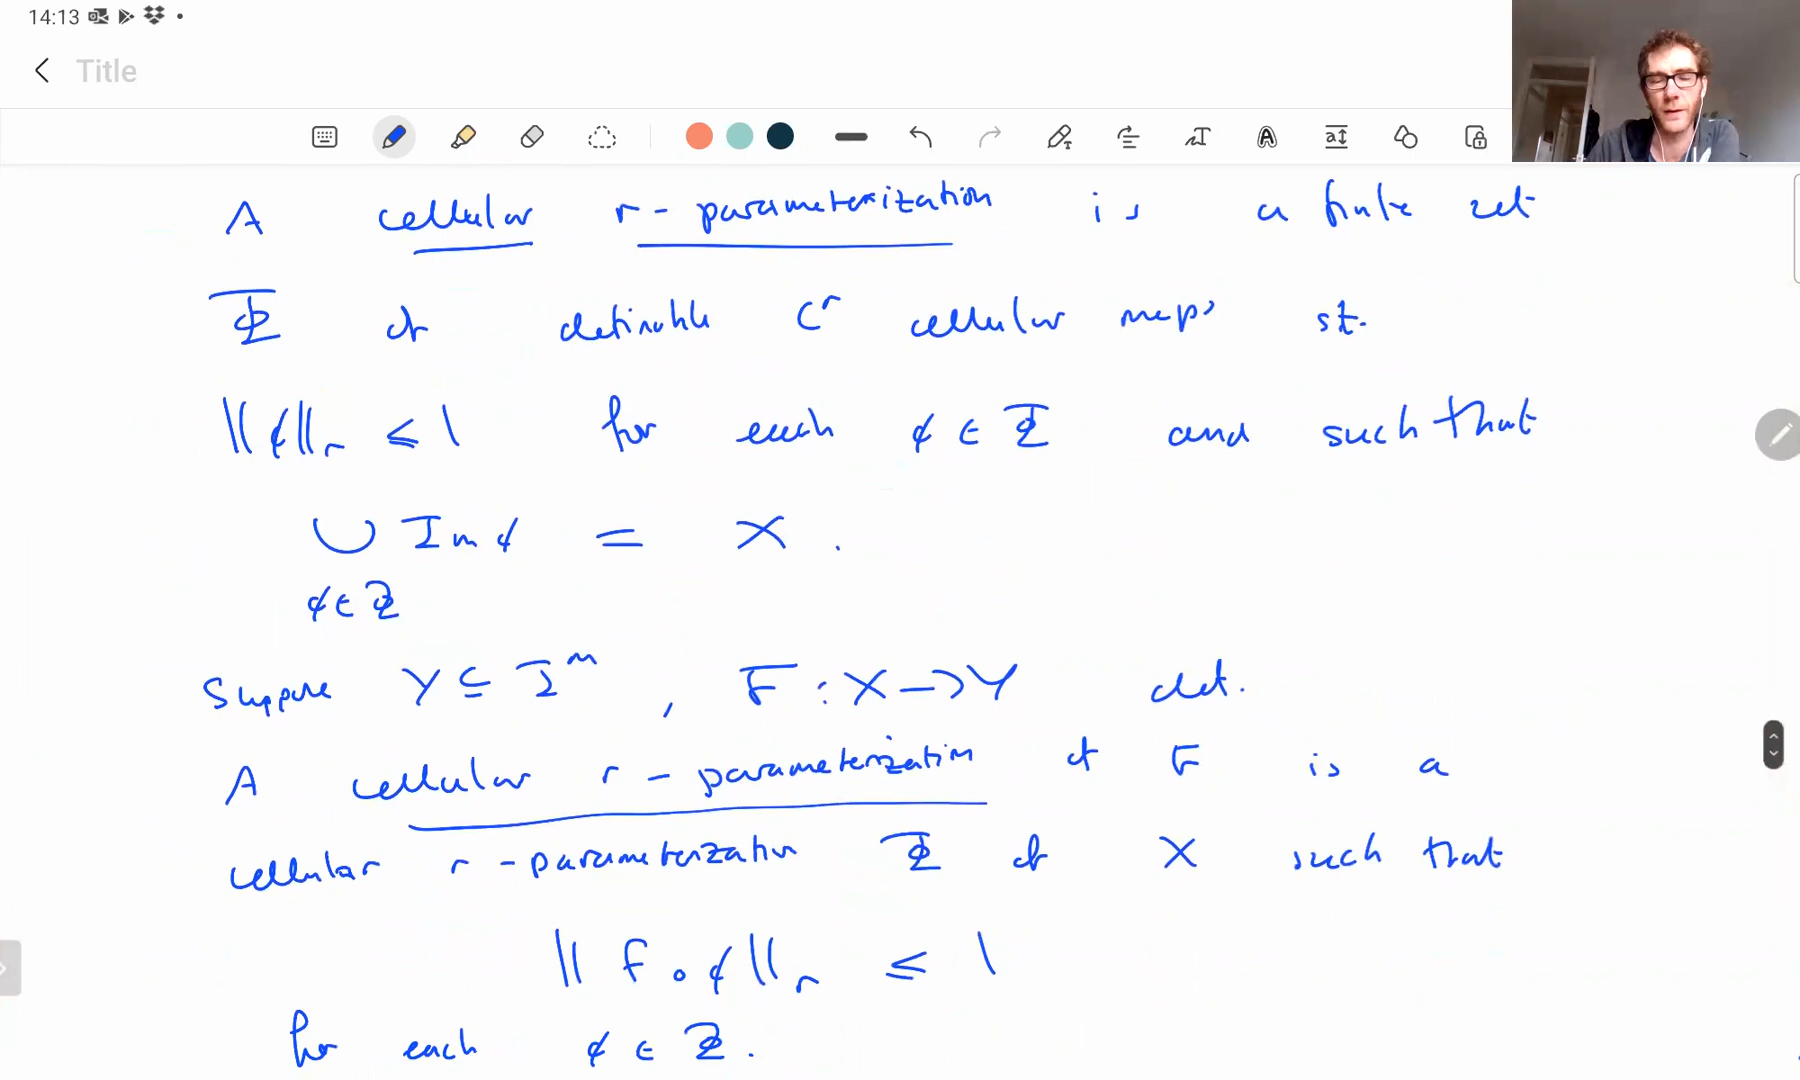 14:13
Title
A cellular r-parameterization is a finite set
Φ of definable C^r cellular maps st.
||φ||_r ≤ 1 for each φ ∈ Φ and such that
∪ Im φ = X .
φ ∈ Φ
Suppose Y ⊆ I^m , F : X → Y def.
A cellular r-parameterization of F is a
cellular r-parameterization Φ of X such that
|| F ∘ φ ||_r ≤ 1
for each φ ∈ Φ .